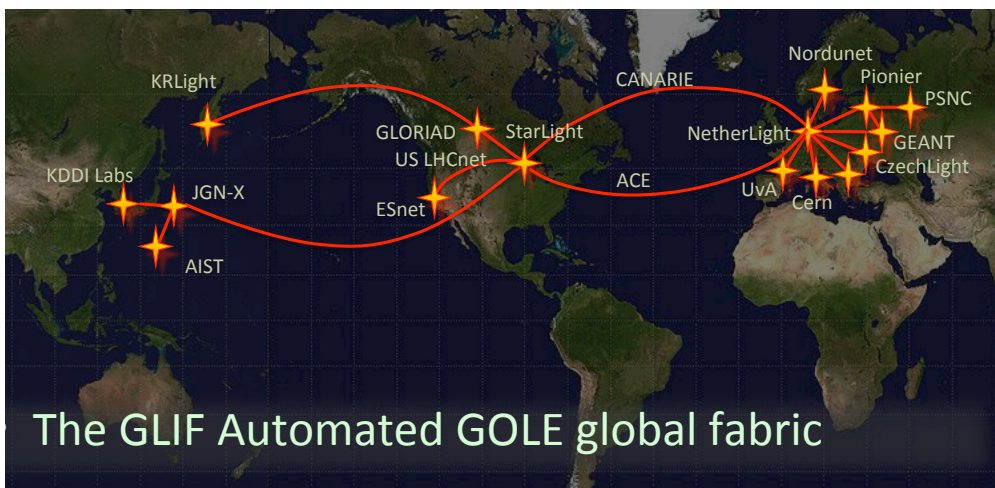 Nordunet
KRLight
CANARIE
Pionier
PSNC
GLORIAD
StarLight
NetherLight
GEANT
US LHCnet
CzechLight
KDDI Labs
JGN-X
ACE
UvA
Cern
ESnet
AIST
The GLIF Automated GOLE global fabric